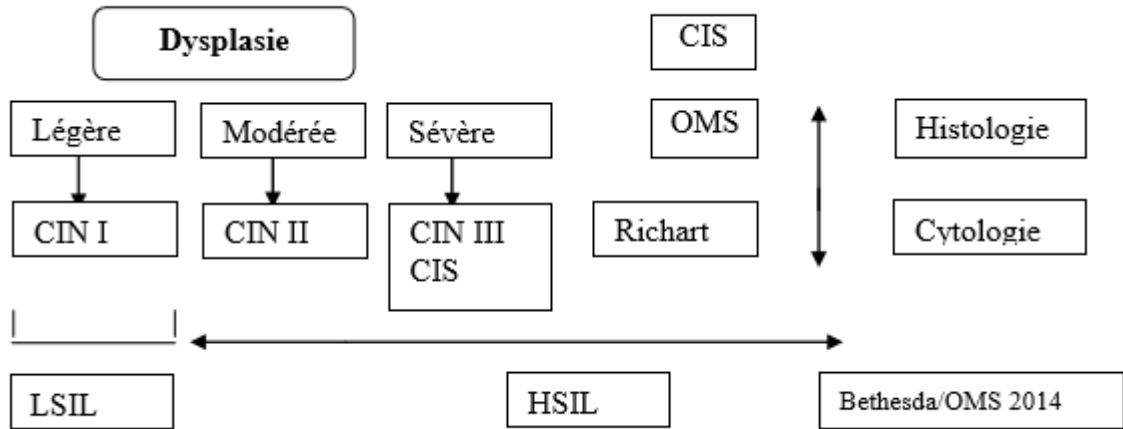 Dysplasie
CIS
Légère
Modérée
Sévère
OMS
Histologie
CIN I
CIN II
CIN III
CIS
Richart
Cytologie
LSIL
HSIL
Bethesda/OMS 2014